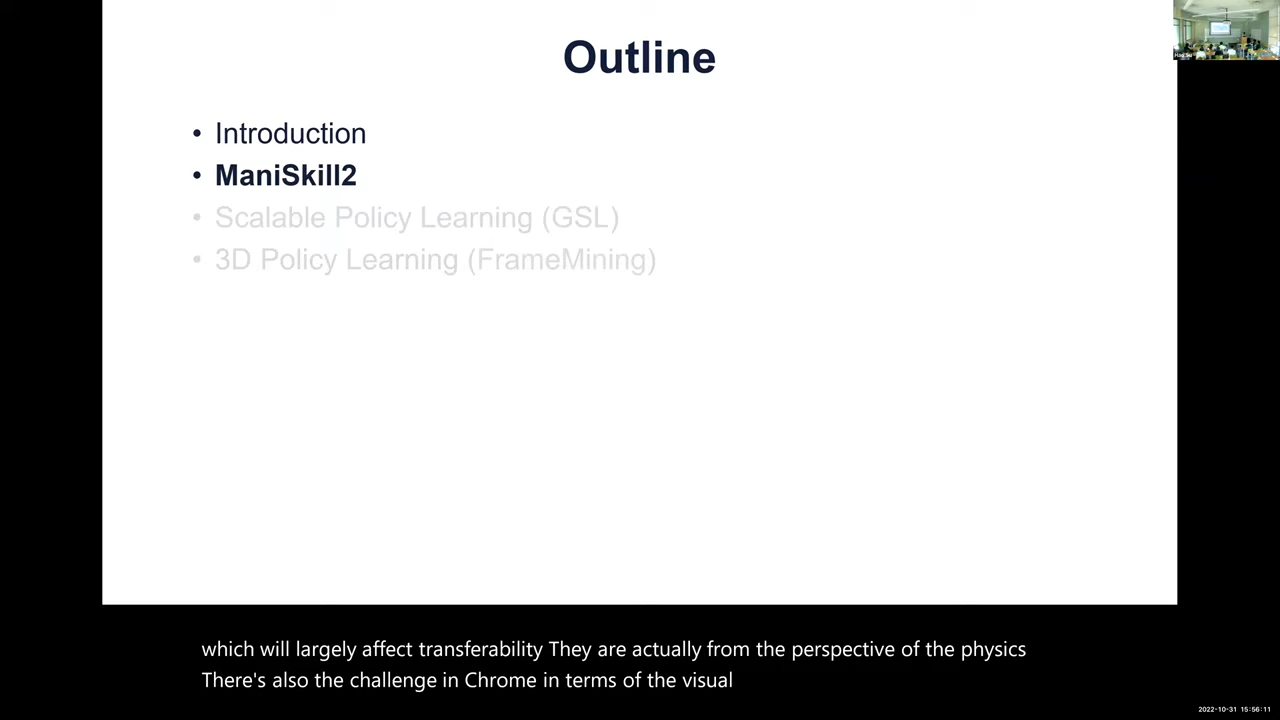 Outline
• Introduction
• ManiSkill2
• Scalable Policy Learning (GSL)
• 3D Policy Learning (FrameMining)
which will largely affect transferability They are actually from the perspective of the physics
There's also the challenge in Chrome in terms of the visual
2022-10-31 15:56:11